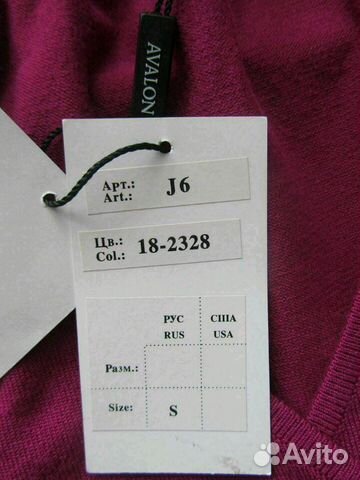 AVALON
Арт.: J6
Art.:
Цв.: 18-2328
Col.:
РУС США
RUS USA
Разм.:
Size: S
Avito